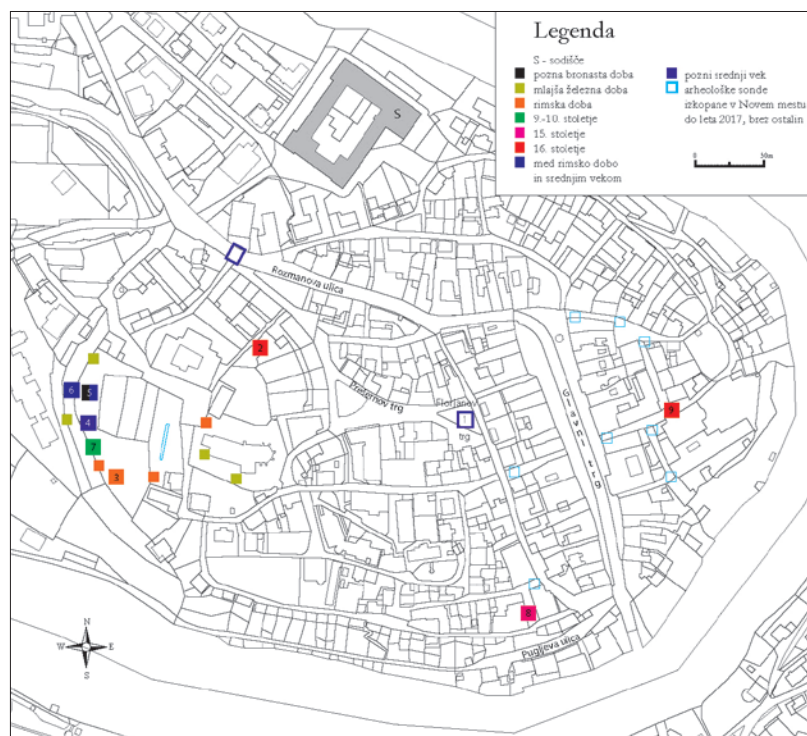 Legenda
S - sodišče
pozna bronasta doba
mlajša železna doba
rimska doba
9.-10. stoletje
15. stoletje
16. stoletje
med rimsko dobo
in srednjim vekom
pozni srednji vek
arheološke sonde
izkopane v Novem mestu
do leta 2017, brez ostalin
0
50m
S
Rozmanova ulica
2
Prešernov trg
Florjanov
trg
1
Glavni trg
6
5
4
7
3
9
8
Pugljeva ulica
N
W
E
S